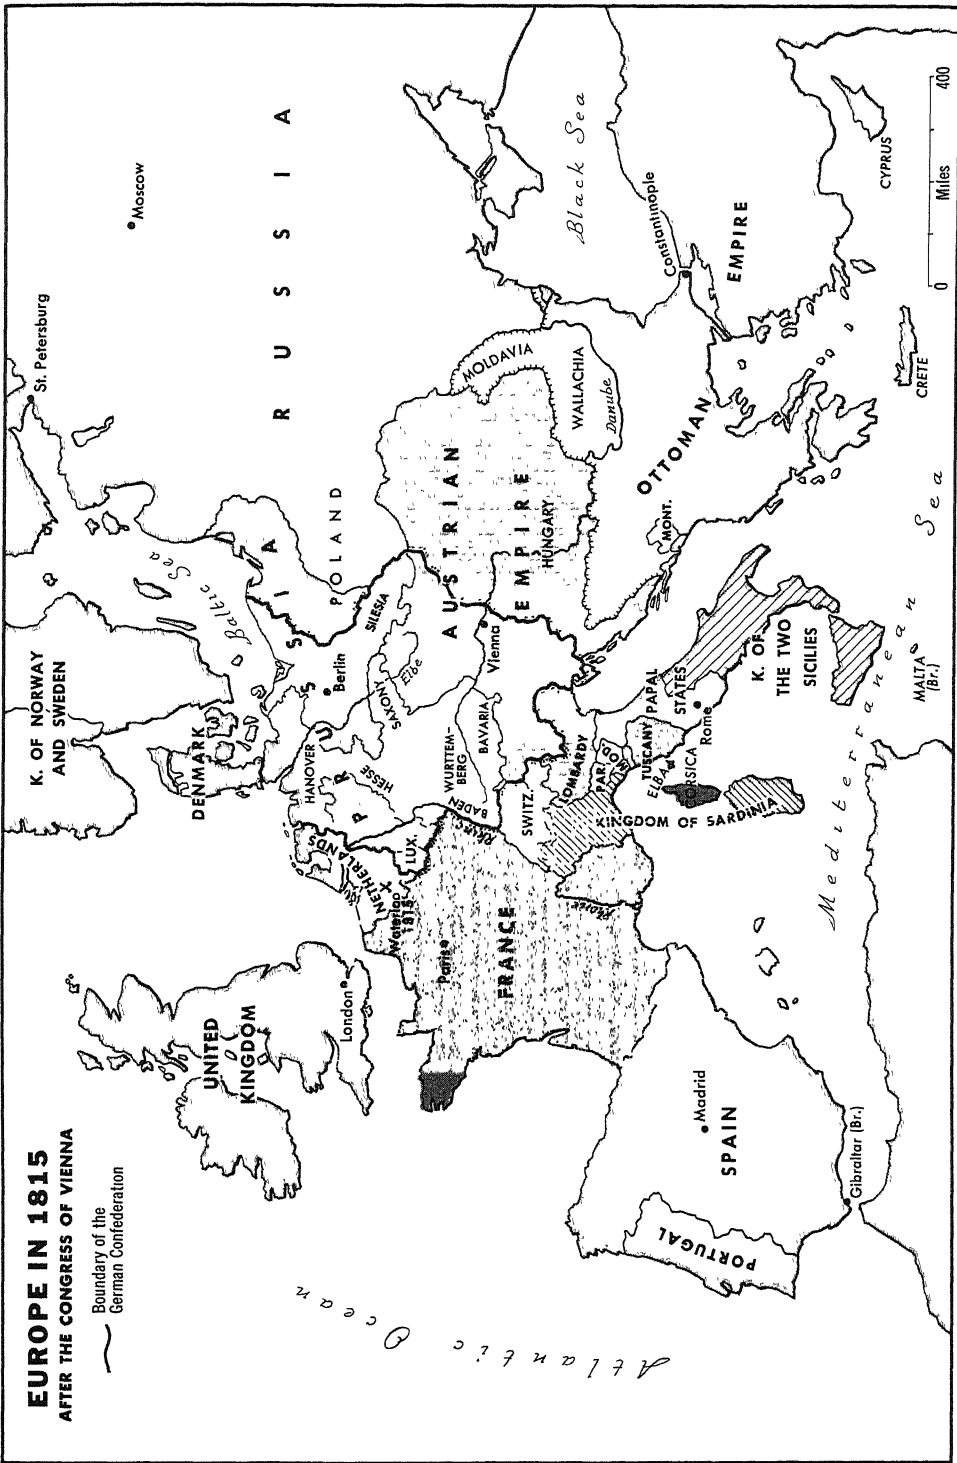 EUROPE IN 1815
AFTER THE CONGRESS OF VIENNA
Boundary of the
German Confederation
Atlantic Ocean
UNITED
KINGDOM
London
K. OF NORWAY
AND SWEDEN
DENMARK
Baltic Sea
St. Petersburg
Moscow
RUSSIA
PRUSSIA
POLAND
Berlin
SILESIA
SAXONY
Elbe
HANOVER
HESSE
NETHERLANDS
Waterloo
1815
LUX.
Paris
FRANCE
BADEN
WURTTEM-
BERG
BAVARIA
SWITZ.
Vienna
AUSTRIAN
EMPIRE
HUNGARY
MOLDAVIA
WALLACHIA
Danube
Black Sea
Constantinople
OTTOMAN
EMPIRE
MONT.
LOMBARDY
PAR.
MOD.
TUSCANY
PAPAL
STATES
Rome
ELBA
CORSICA
KINGDOM OF SARDINIA
K. OF
THE TWO
SICILIES
MALTA
(Br.)
Mediterranean Sea
CRETE
CYPRUS
Madrid
SPAIN
PORTUGAL
Gibraltar (Br.)
0 Miles 400